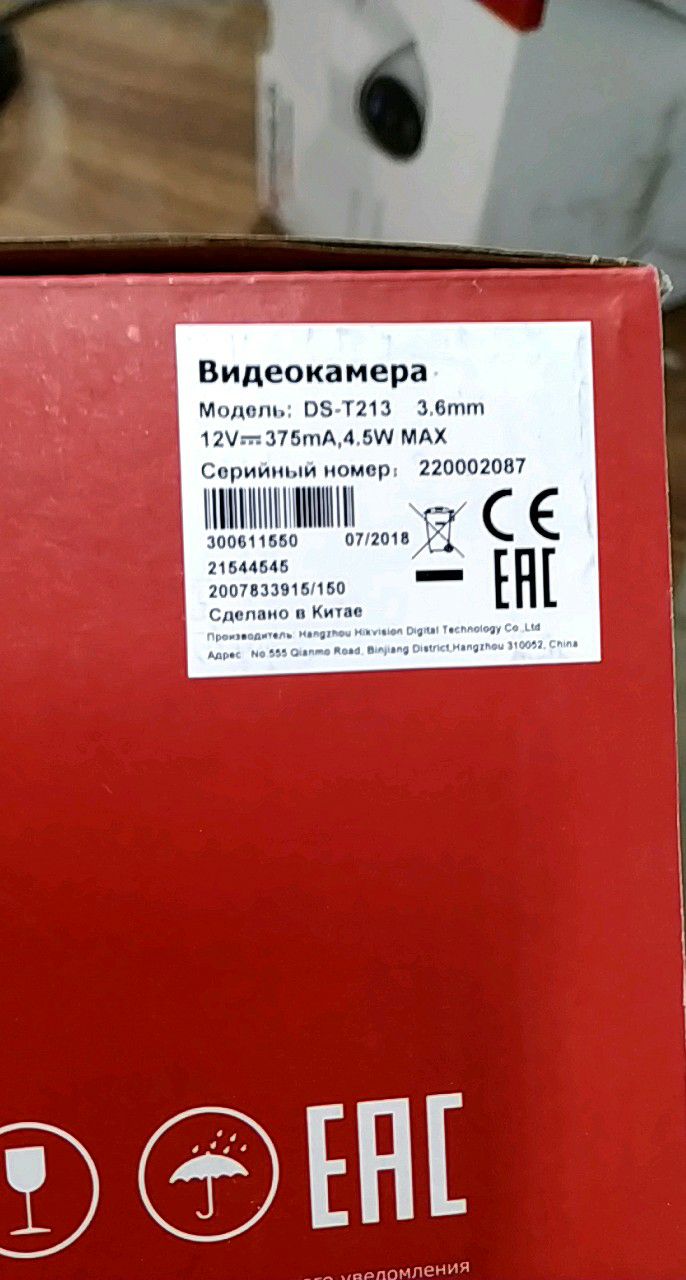 Видеокамера
Модель: DS-T213 3.6mm
12V⎓375mA,4.5W MAX
Серийный номер: 220002087
300611550 07/2018
21544545
2007833915/150
Сделано в Китае
Производитель: Hangzhou Hikvision Digital Technology Co.,Ltd
Адрес: No.555 Qianmo Road, Binjiang District,Hangzhou 310052, China
CE
EAC
EAC
уведомления